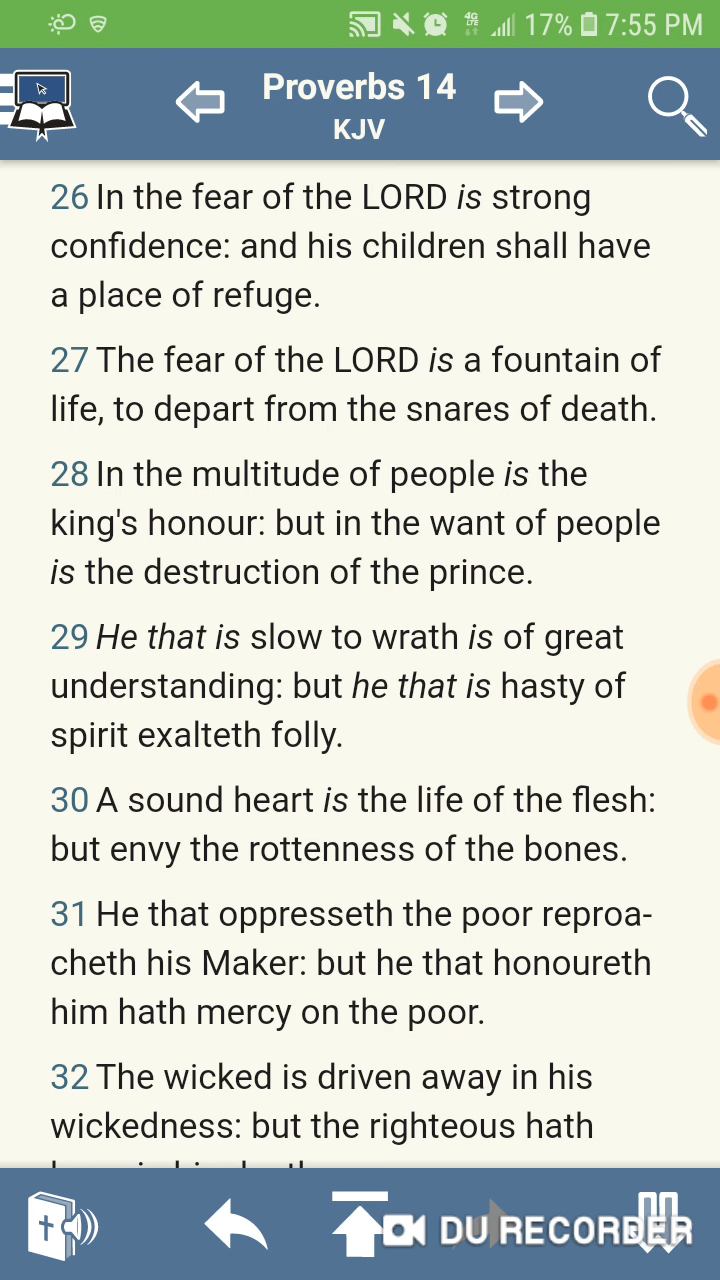 4G LTE 17% 7:55 PM
Proverbs 14
KJV
26 In the fear of the LORD is strong
confidence: and his children shall have
a place of refuge.
27 The fear of the LORD is a fountain of
life, to depart from the snares of death.
28 In the multitude of people is the
king's honour: but in the want of people
is the destruction of the prince.
29 He that is slow to wrath is of great
understanding: but he that is hasty of
spirit exalteth folly.
30 A sound heart is the life of the flesh:
but envy the rottenness of the bones.
31 He that oppresseth the poor reproa-
cheth his Maker: but he that honoureth
him hath mercy on the poor.
32 The wicked is driven away in his
wickedness: but the righteous hath
DU RECORDER